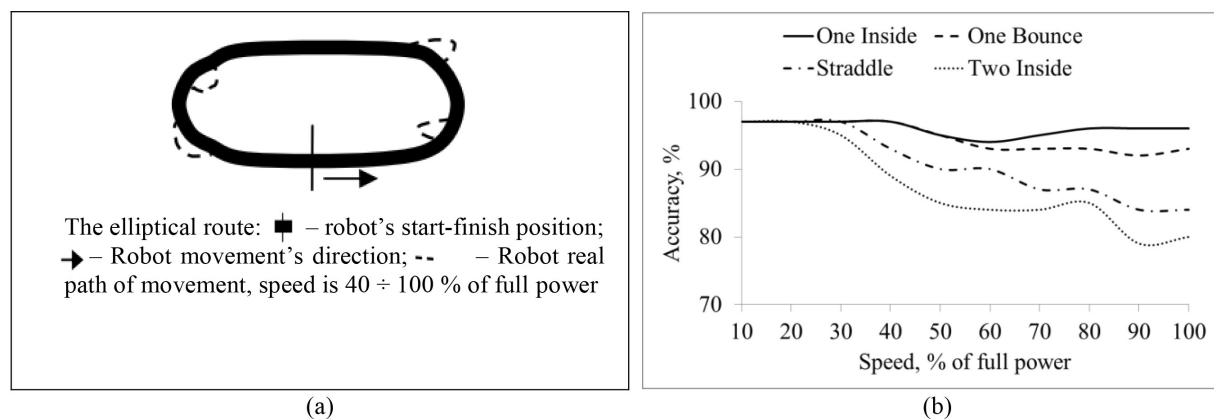 The elliptical route: – robot's start-finish position;
– Robot movement's direction; – Robot real
path of movement, speed is 40 ÷ 100 % of full power
(a)
One Inside One Bounce
Straddle Two Inside
Accuracy, %
100
90
80
70
10 20 30 40 50 60 70 80 90 100
Speed, % of full power
(b)